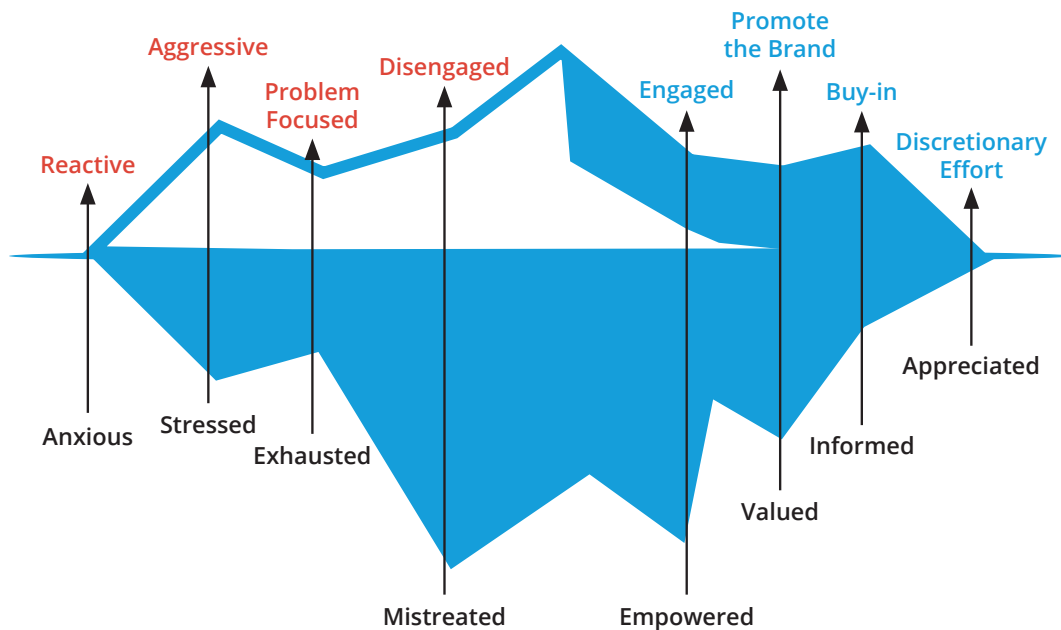 Promote
the Brand
Aggressive
Disengaged
Problem
Focused
Engaged
Buy-in
Discretionary
Effort
Reactive
Appreciated
Anxious
Stressed
Exhausted
Informed
Valued
Mistreated
Empowered